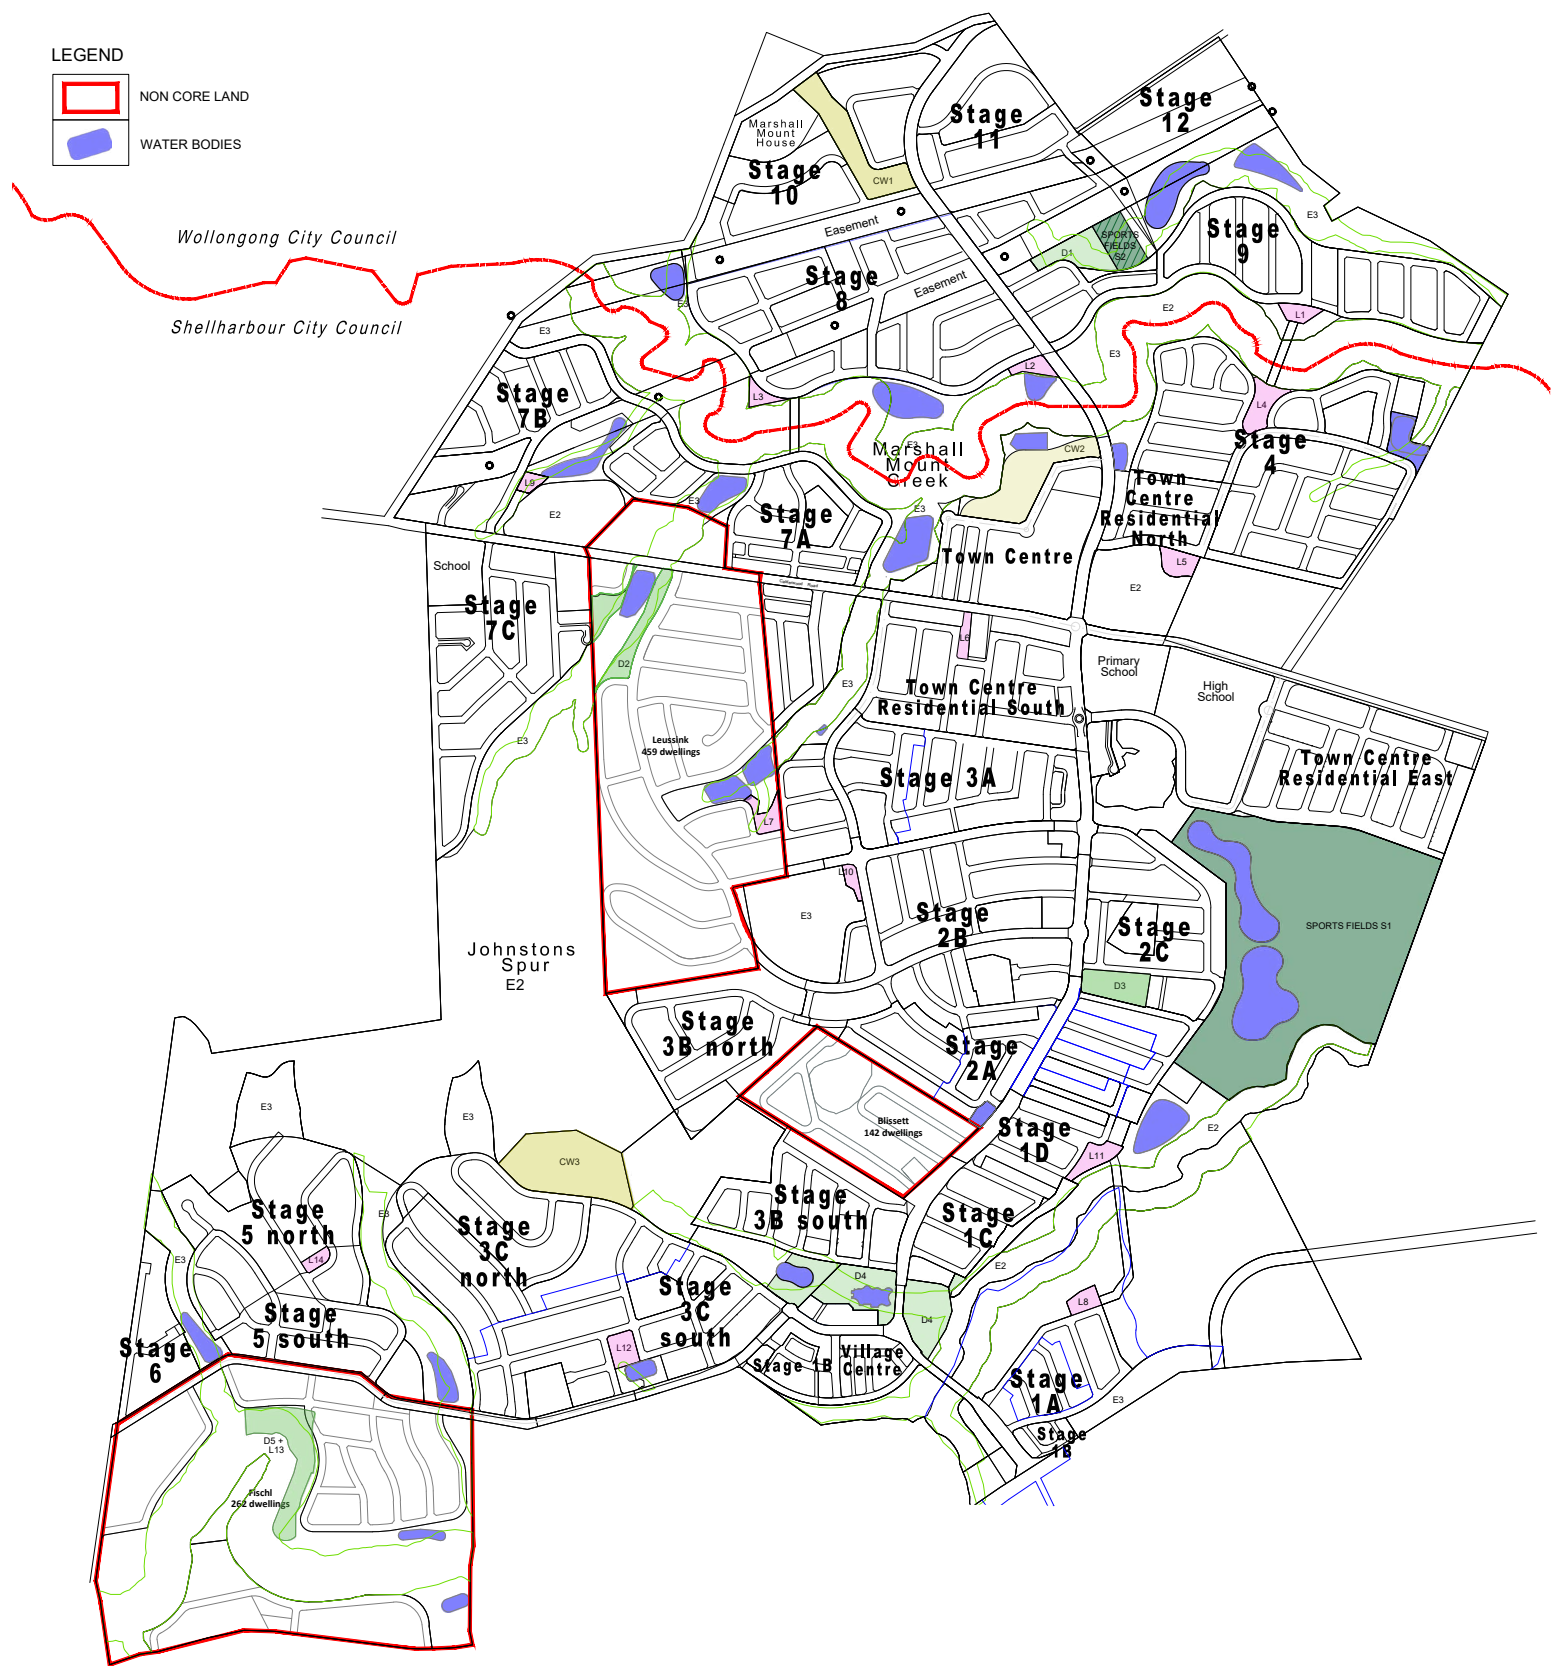 LEGEND
NON CORE LAND
WATER BODIES
Wollongong City Council
Shellharbour City Council
Marshall
Mount
House
Stage
10
CW1
Stage
11
Stage
12
Easement
Easement
SPORTS
FIELDS
S2
D1
Stage
9
E3
Stage
8
E3
E3
E2
L1
E3
L2
L3
Stage
7B
L4
Stage
4
E3
Marshall
Mount
Creek
CW2
Town
Centre
Residential
North
L9
E2
E3
Stage
7A
E3
Town Centre
L5
E2
School
Stage
7C
Calderwood Road
D2
L6
Primary
School
High
School
E3
Town Centre
Residential South
E3
Leussink
459 dwellings
Stage 3A
Town Centre
Residential East
L7
L10
E3
Stage
2B
Stage
2C
SPORTS FIELDS S1
Johnstons
Spur
E2
D3
Stage
3B north
Stage
2A
Blissett
142 dwellings
Stage
1D
E2
L11
E3
E3
CW3
Stage
3B south
Stage
1C
E2
Stage
5 north
E3
E3
L14
Stage
3C
north
D4
D4
L8
Stage
3C
south
Stage
5 south
Stage
6
L12
Stage 1B
Village
Centre
Stage
1A
E3
Stage
1B
D5 +
L13
Fischl
262 dwellings